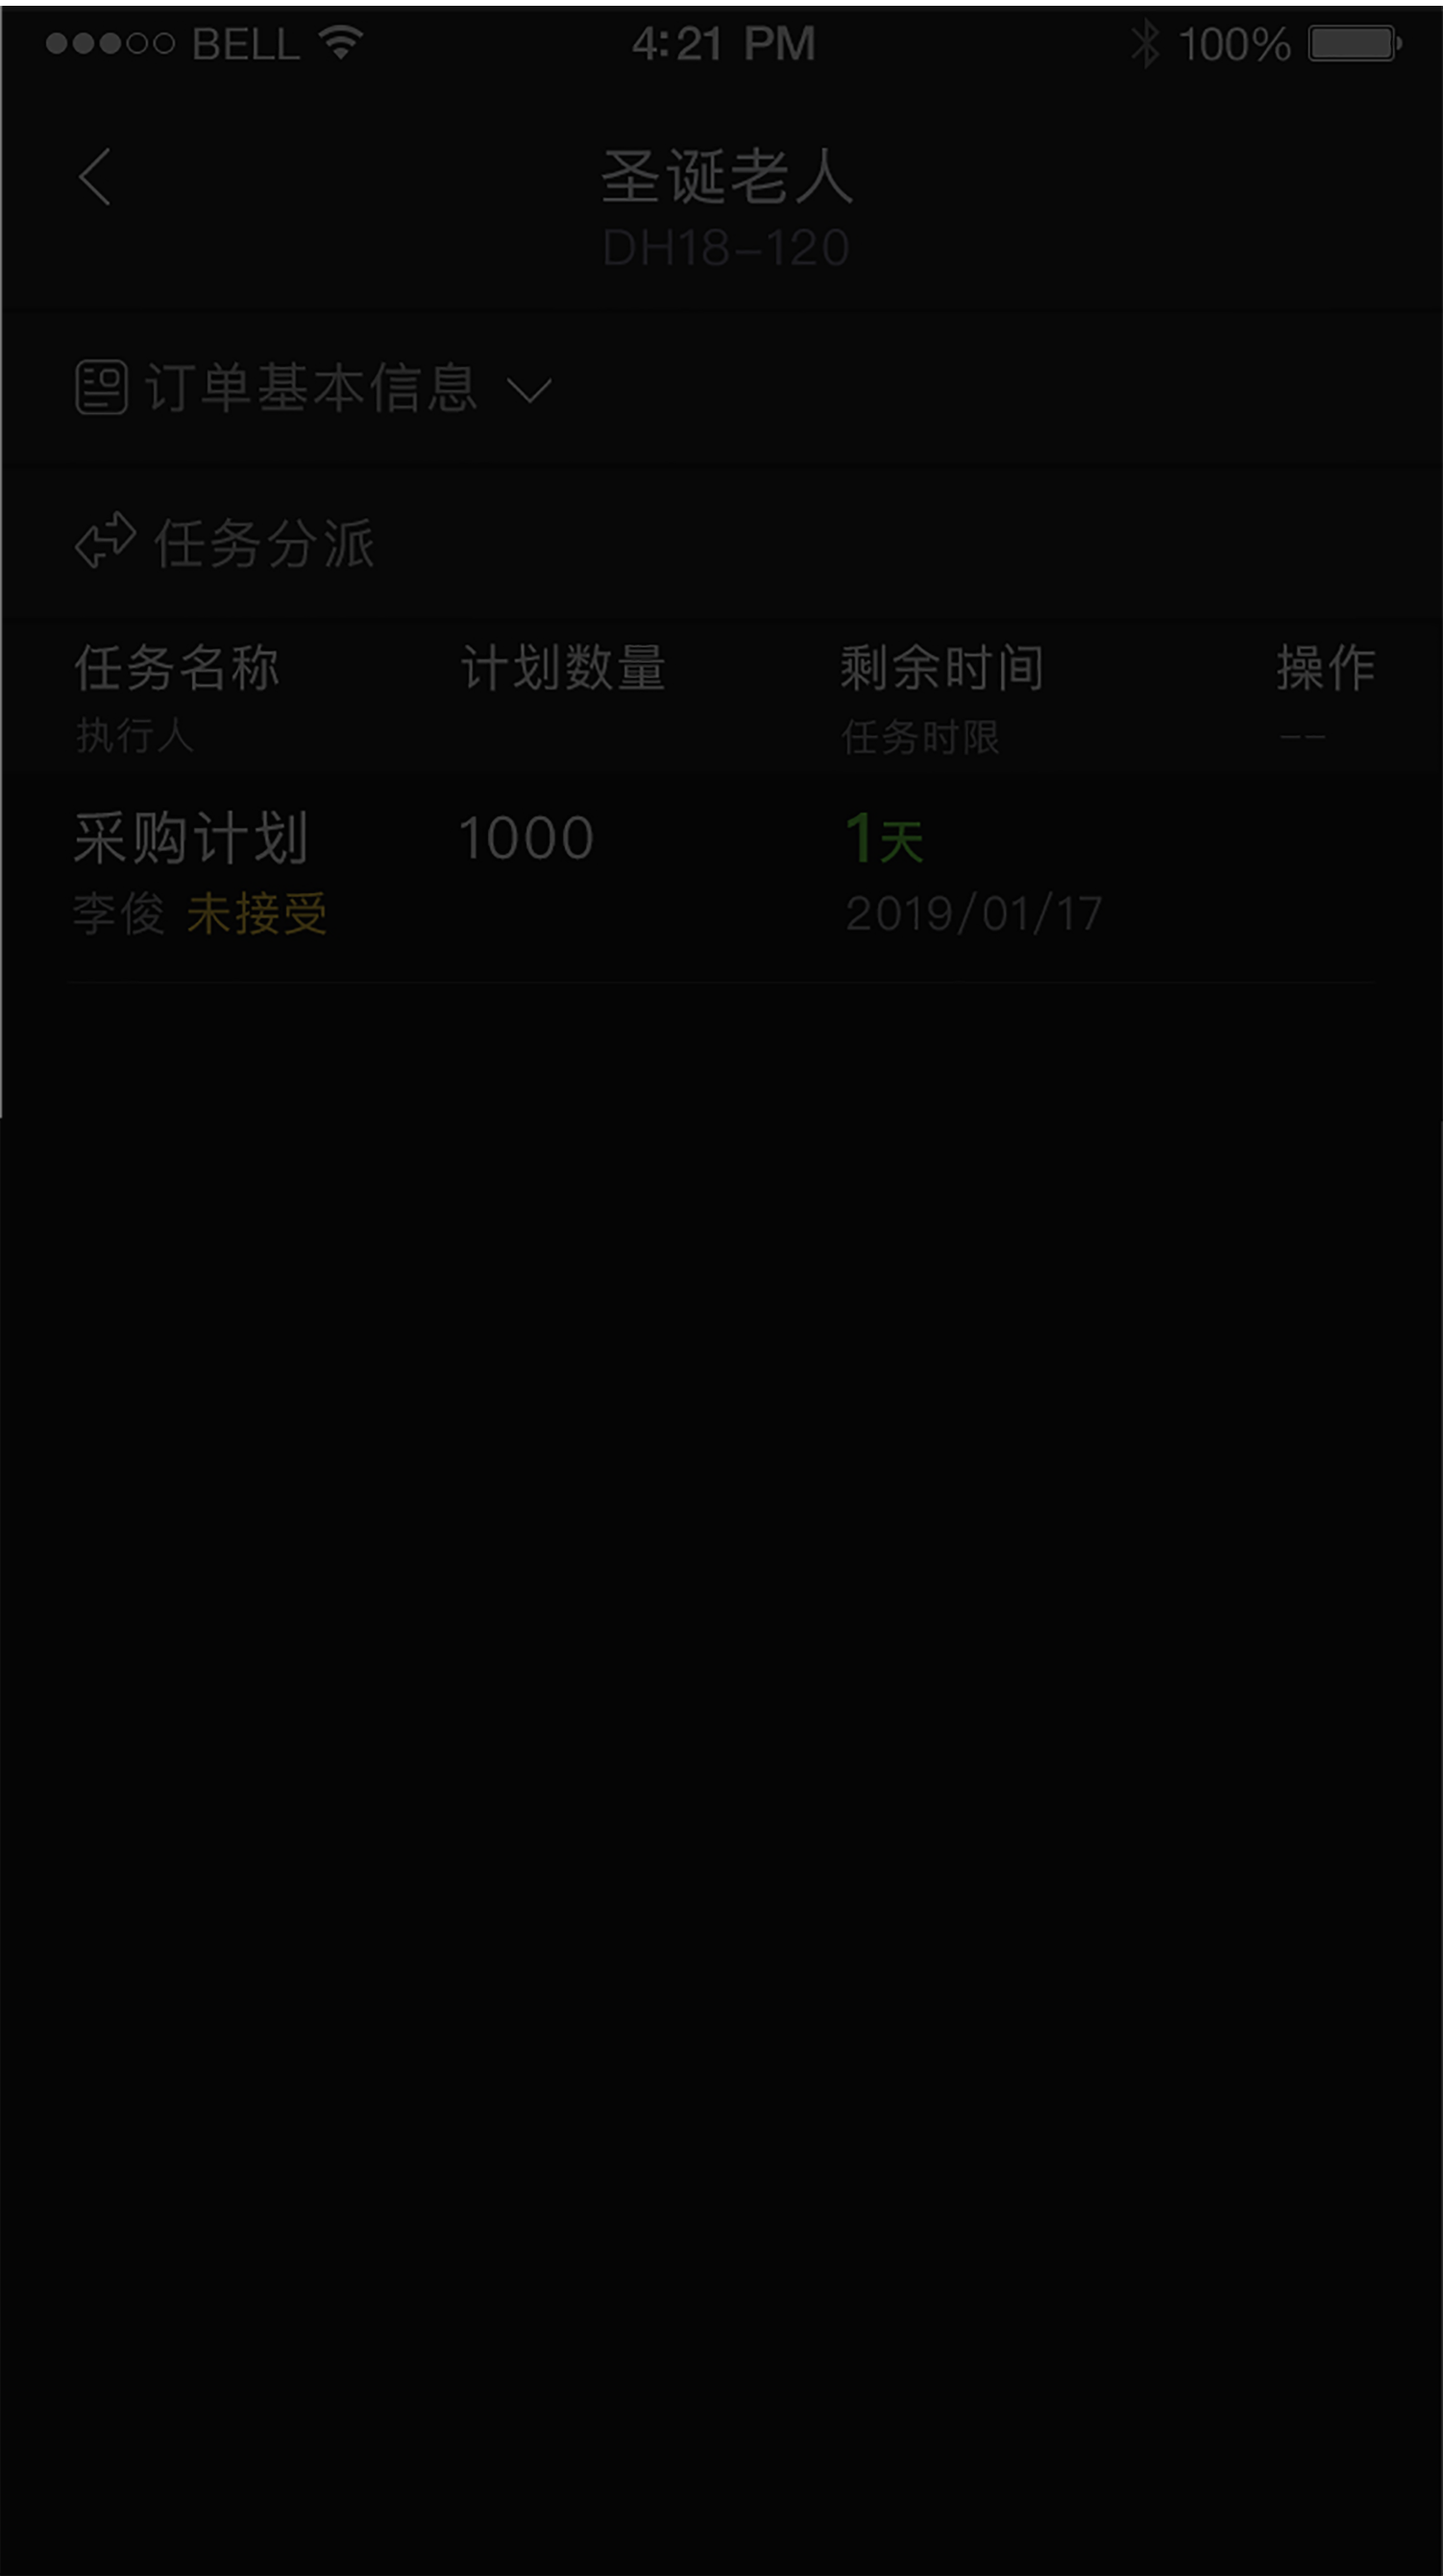 BELL 4:21 PM 100%
圣诞老人
DH18-120
订单基本信息
任务分派
任务名称 计划数量 剩余时间 操作
执行人 任务时限 --
采购计划 1000 1天
李俊 未接受 2019/01/17